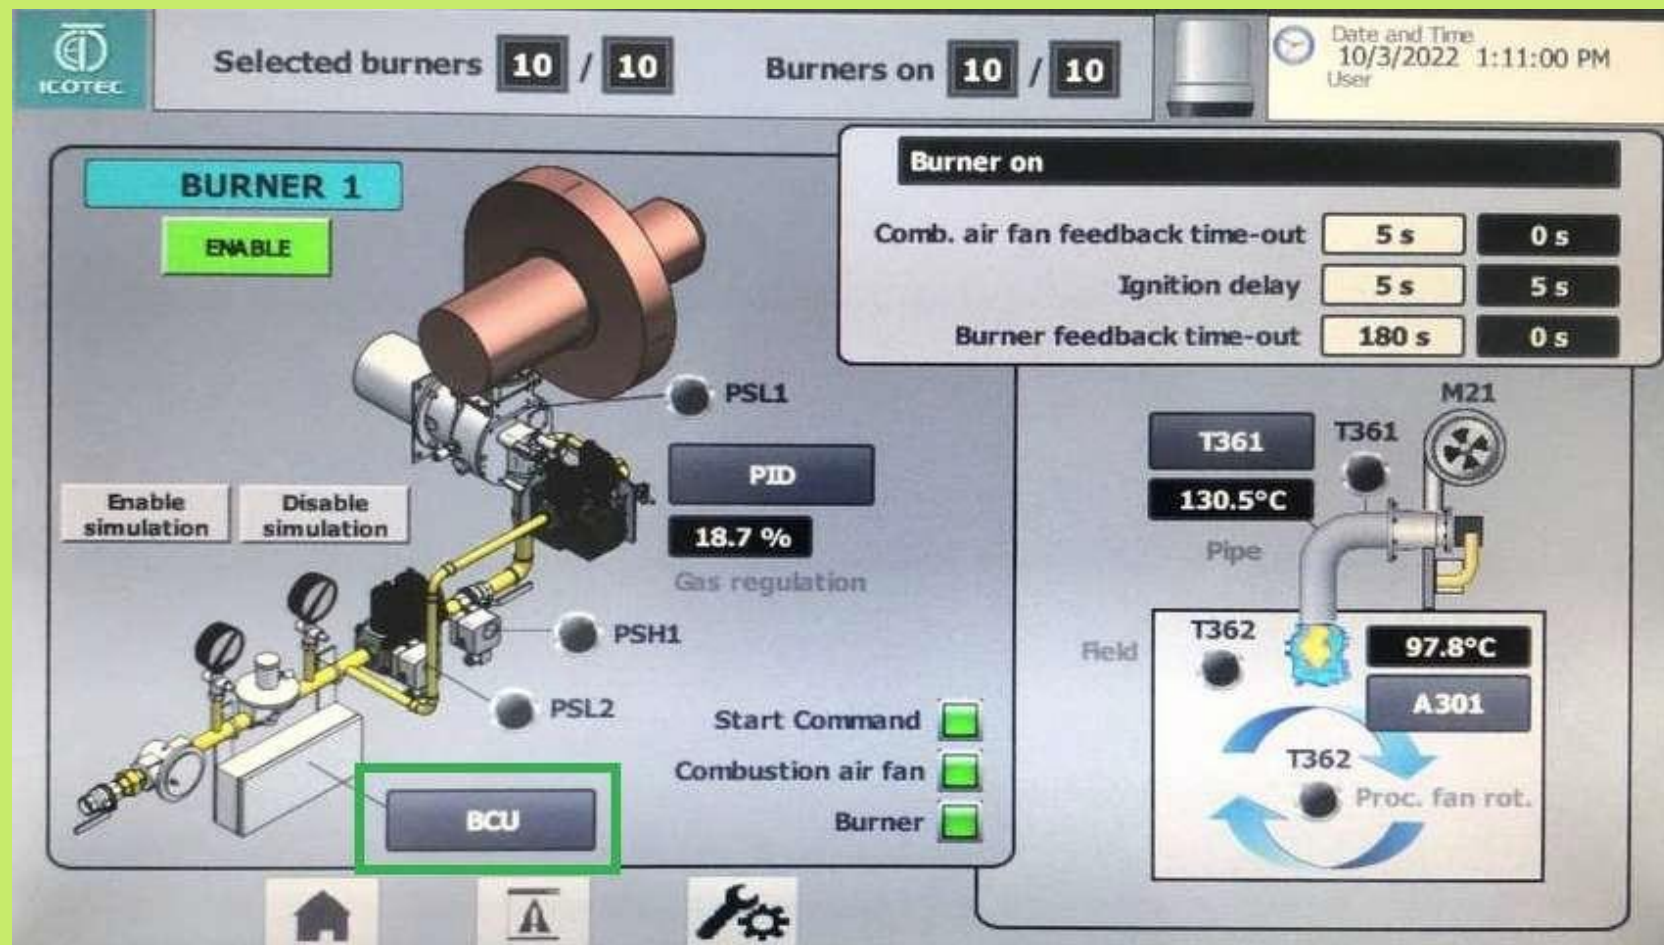 ICOTEC
Selected burners 10 / 10
Burners on 10 / 10
Date and Time
10/3/2022 1:11:00 PM
User
BURNER 1
ENABLE
Burner on
Comb. air fan feedback time-out 5 s 0 s
Ignition delay 5 s 5 s
Burner feedback time-out 180 s 0 s
PSL1
PID
18.7 %
Gas regulation
Enable
simulation
Disable
simulation
PSH1
PSL2
Start Command
Combustion air fan
Burner
BCU
M21
T361
T361
130.5°C
Pipe
Field
T362
97.8°C
A301
T362
Proc. fan rot.